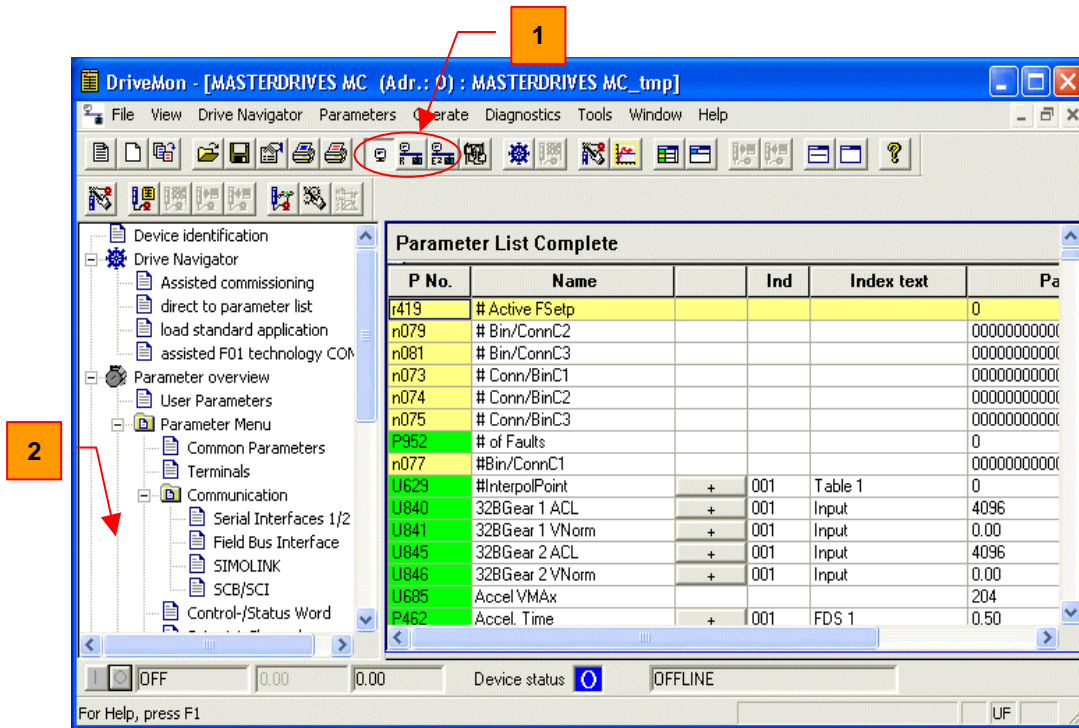 1
DriveMon - [MASTERDRIVES MC (Adr.: 0) : MASTERDRIVES MC_tmp]
File View Drive Navigator Parameters Operate Diagnostics Tools Window Help
Device identification
Drive Navigator
Assisted commissioning
direct to parameter list
load standard application
assisted F01 technology COM
Parameter overview
User Parameters
Parameter Menu
Common Parameters
Terminals
Communication
Serial Interfaces 1/2
Field Bus Interface
SIMOLINK
SCB/SCI
Control-/Status Word
2
Parameter List Complete
P No. Name Ind Index text Pa
r419 # Active FSetp 0
n079 # Bin/ConnC2 00000000000
n081 # Bin/ConnC3 00000000000
n073 # Conn/BinC1 00000000000
n074 # Conn/BinC2 00000000000
n075 # Conn/BinC3 00000000000
P952 # of Faults 0
n077 #Bin/ConnC1 00000000000
U629 #InterpolPoint + 001 Table 1 0
U840 32BGear 1 ACL + 001 Input 4096
U841 32BGear 1 VNorm + 001 Input 0.00
U845 32BGear 2 ACL + 001 Input 4096
U846 32BGear 2 VNorm + 001 Input 0.00
U685 Accel VMAx 204
P462 Accel. Time + 001 FDS 1 0.50
OFF 0.00 0.00 Device status OFFLINE
For Help, press F1 UF